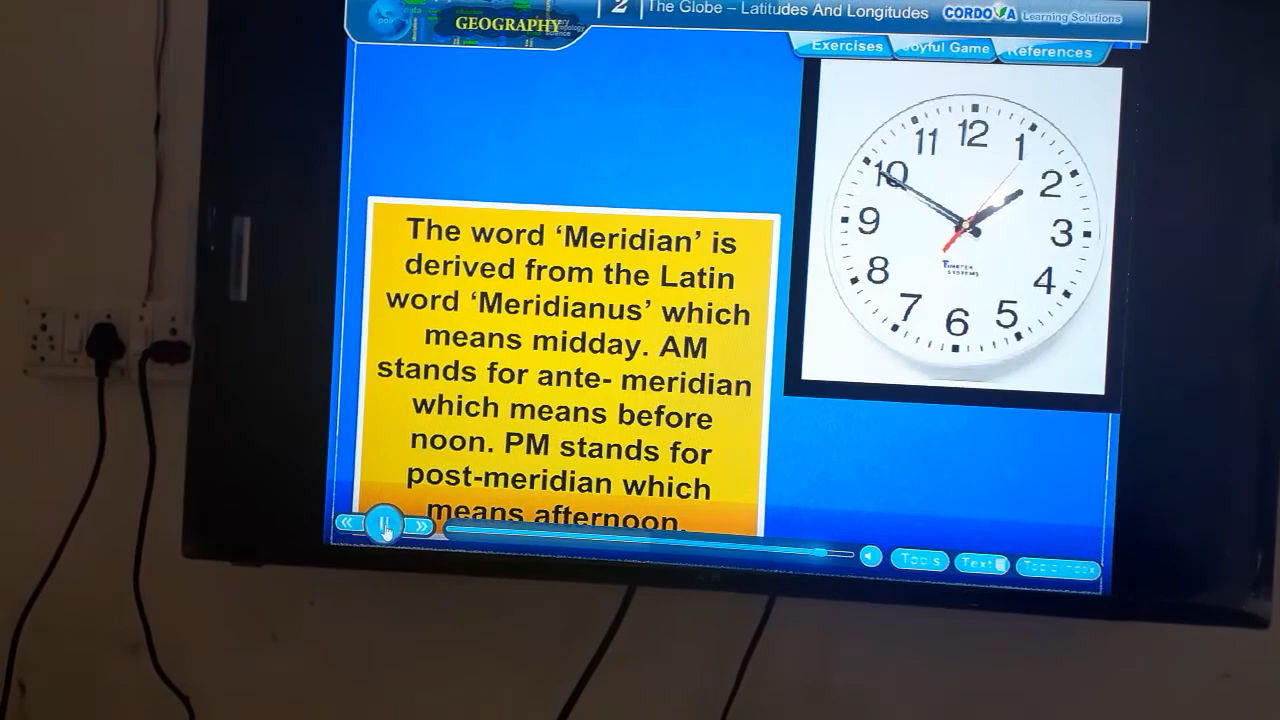 GEOGRAPHY
2 The Globe – Latitudes And Longitudes
CORDOVA Learning Solutions
Exercises Joyful Game References
The word ‘Meridian’ is
derived from the Latin
word ‘Meridianus’ which
means midday. AM
stands for ante- meridian
which means before
noon. PM stands for
post-meridian which
means afternoon.
12
1
2
3
4
5
6
7
8
9
10
11
Tools Text Topic Index